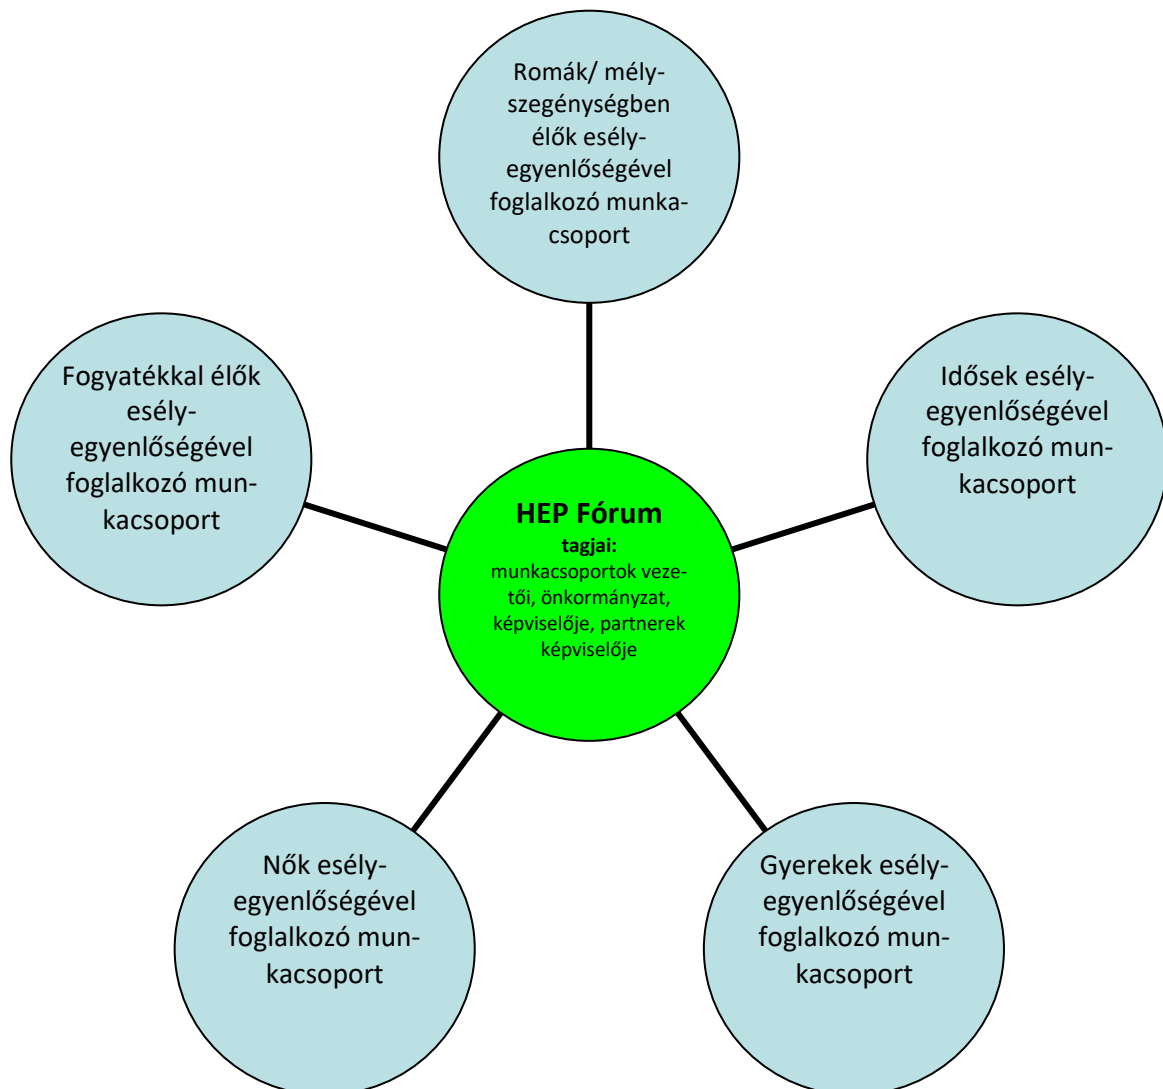 Romák/ mély-
szegénységben
élők esély-
egyenlőségével
foglalkozó munka-
csoport
Fogyatékkal élők
esély-
egyenlőségével
foglalkozó mun-
kacsoport
Idősek esély-
egyenlőségével
foglalkozó mun-
kacsoport
HEP Fórum
tagjai:
munkacsoportok veze-
tői, önkormányzat,
képviselője, partnerek
képviselője
Nők esély-
egyenlőségével
foglalkozó mun-
kacsoport
Gyerekek esély-
egyenlőségével
foglalkozó mun-
kacsoport